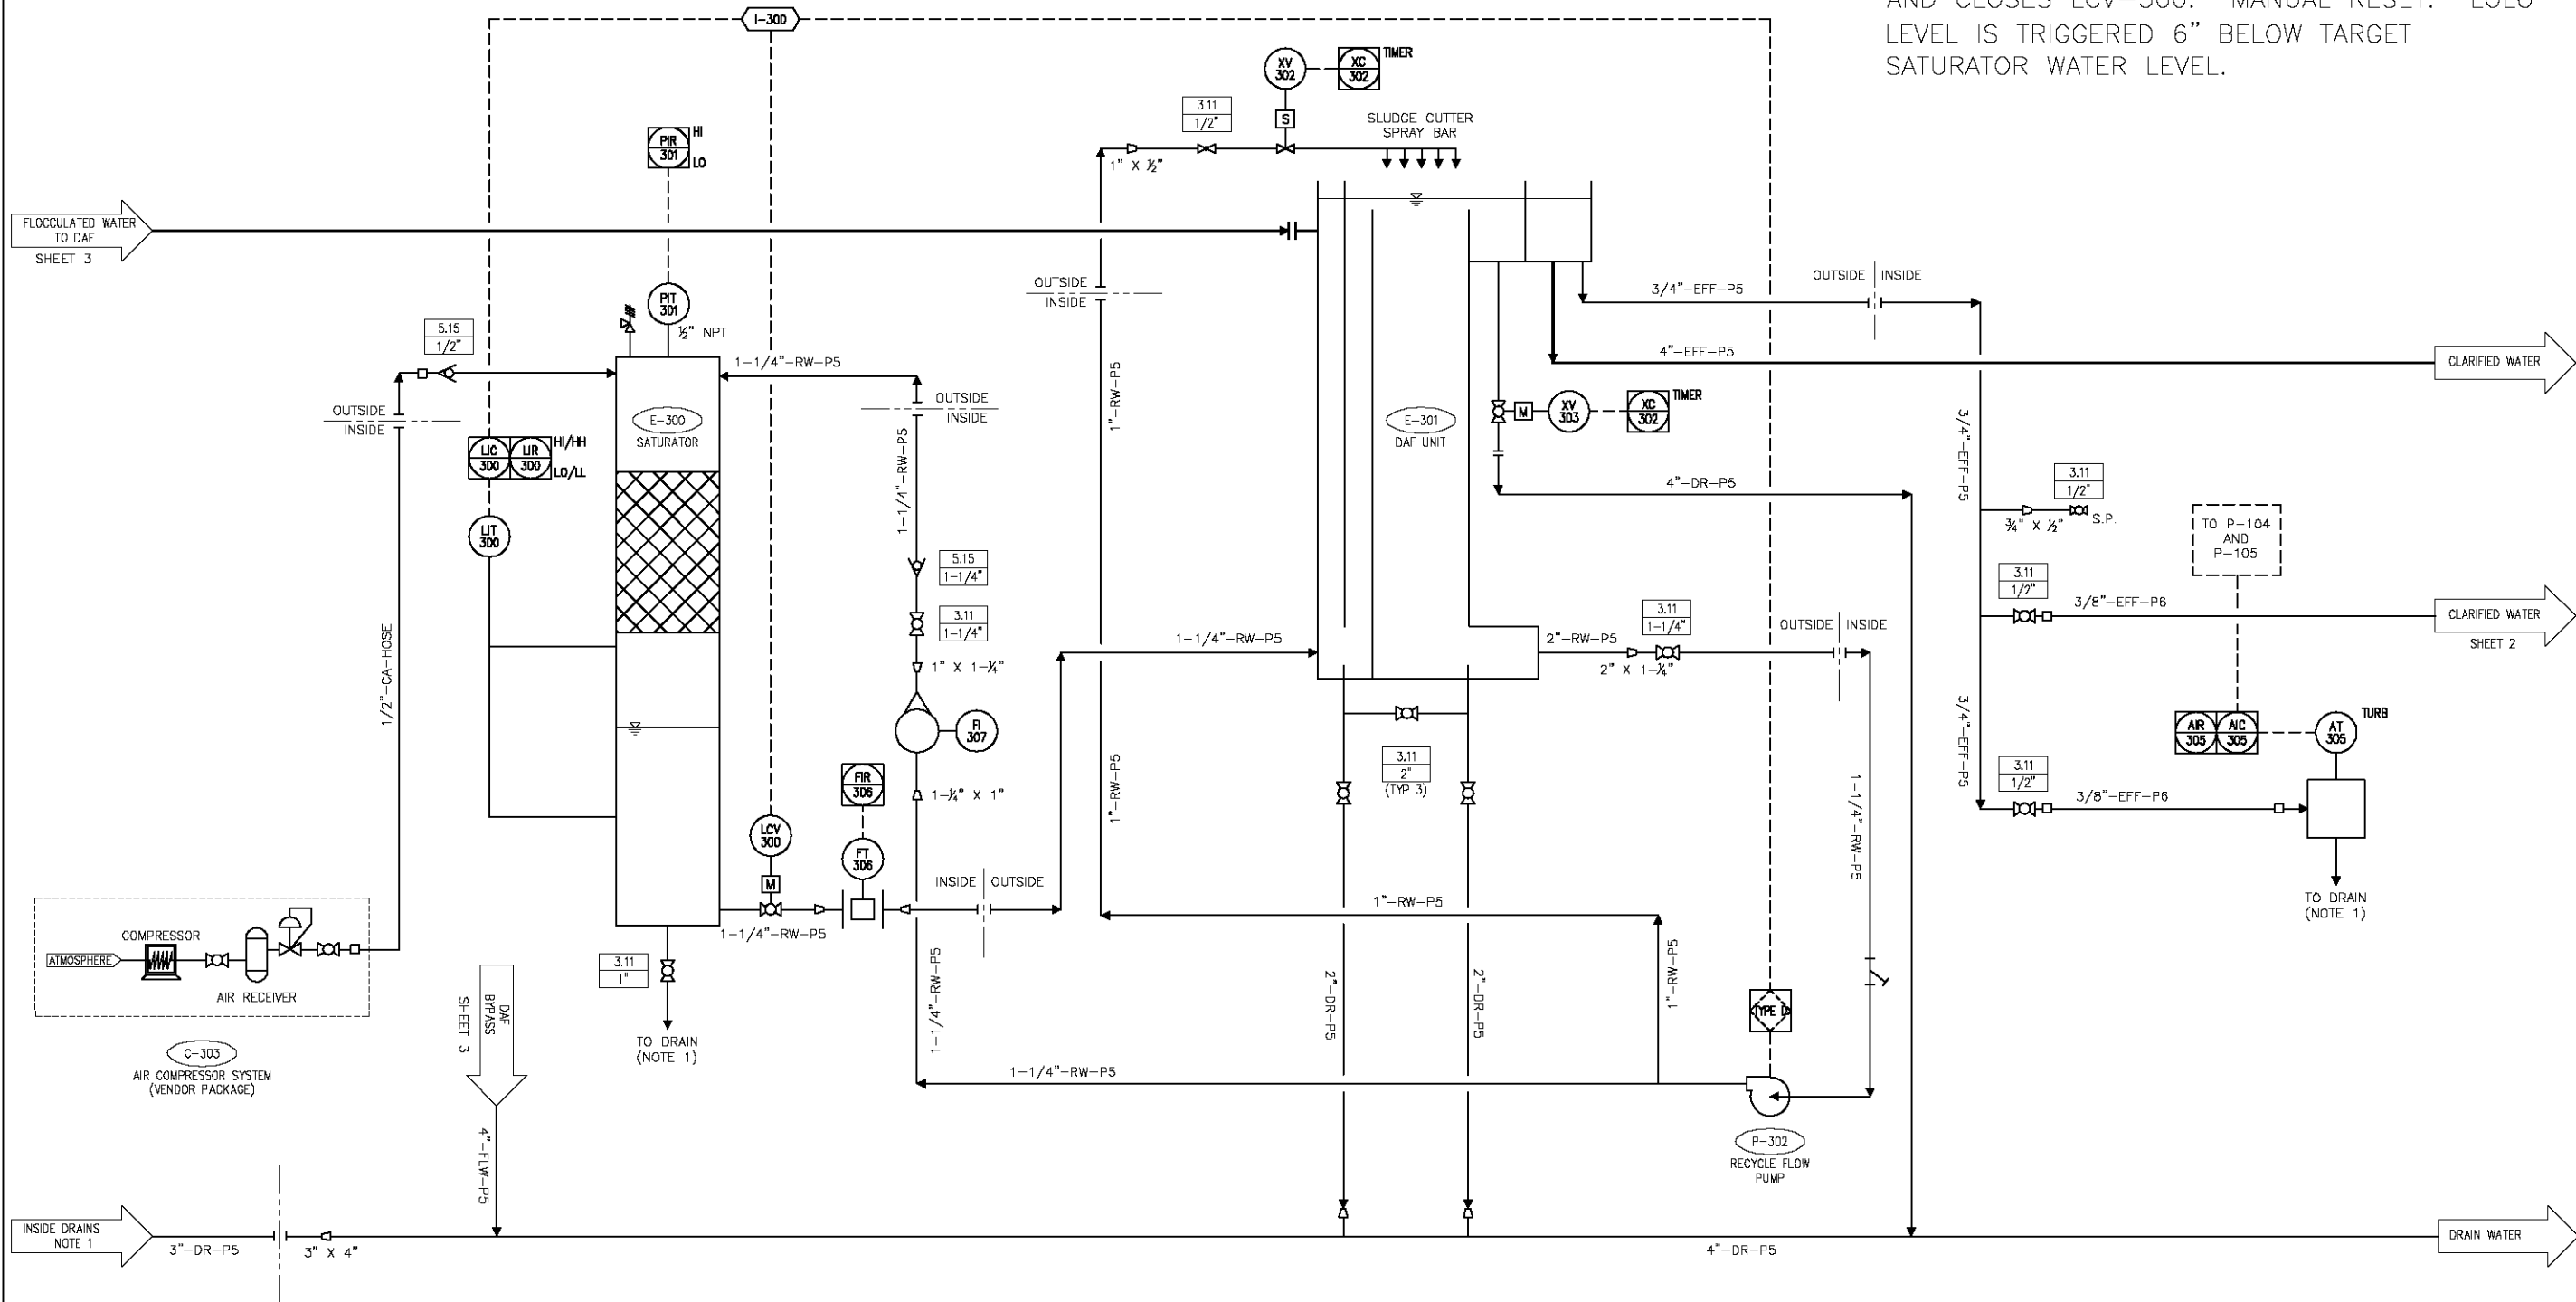 AND CLOSES LCV-300. MANUAL RESET. LOLO
LEVEL IS TRIGGERED 6" BELOW TARGET
SATURATOR WATER LEVEL.
I-300
XV
302
XC
302
TIMER
3.11
1/2"
S
SLUDGE CUTTER
SPRAY BAR
1" X ½"
PIR
301
HI
LO
FLOCCULATED WATER
TO DAF
SHEET 3
OUTSIDE
INSIDE
OUTSIDE
INSIDE
3/4"-EFF-P5
PIT
301
½" NPT
5.15
1/2"
1-1/4"-RW-P5
4"-EFF-P5
CLARIFIED WATER
1"-RW-P5
OUTSIDE
INSIDE
OUTSIDE
INSIDE
E-300
SATURATOR
E-301
DAF UNIT
M
XV
303
XC
302
TIMER
3/4"-EFF-P5
LIC
300
LIR
300
HI/HH
LO/LL
1-1/4"-RW-P5
4"-DR-P5
3.11
1/2"
¾" X ½"
S.P.
LIT
300
TO P-104
AND
P-105
5.15
1-1/4"
3.11
1-1/4"
3.11
1/2"
3/8"-EFF-P6
CLARIFIED WATER
SHEET 2
3.11
1-1/4"
1-1/4"-RW-P5
2"-RW-P5
2" X 1-¼"
OUTSIDE
INSIDE
1/2"-CA-HOSE
1" X 1-¼"
FI
307
3/4"-EFF-P5
AIR
305
AIC
305
AT
305
TURB
3.11
2"
(TYP 3)
3.11
1/2"
3/8"-EFF-P6
FIR
306
1-¼" X 1"
1"-RW-P5
1-1/4"-RW-P5
LCV
300
FT
306
M
INSIDE
OUTSIDE
1-1/4"-RW-P5
1"-RW-P5
TO DRAIN
(NOTE 1)
COMPRESSOR
ATMOSPHERE
AIR RECEIVER
3.11
1"
1-1/4"-RW-P5
2"-DR-P5
2"-DR-P5
1"-RW-P5
TYPE D
DAF
BYPASS
SHEET 3
TO DRAIN
(NOTE 1)
C-303
AIR COMPRESSOR SYSTEM
(VENDOR PACKAGE)
1-1/4"-RW-P5
P-302
RECYCLE FLOW
PUMP
4"-FLW-P5
INSIDE DRAINS
NOTE 1
3"-DR-P5
3" X 4"
4"-DR-P5
DRAIN WATER